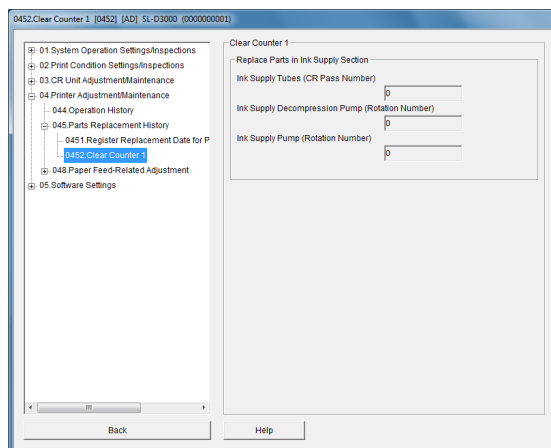 0452.Clear Counter 1 [0452] [AD] SL-D3000 (0000000001)
01.System Operation Settings/Inspections
02.Print Condition Settings/Inspections
03.CR Unit Adjustment/Maintenance
04.Printer Adjustment/Maintenance
044.Operation History
045.Parts Replacement History
0451.Register Replacement Date for P
0452.Clear Counter 1
048.Paper Feed-Related Adjustment
05.Software Settings
Clear Counter 1
Replace Parts in Ink Supply Section
Ink Supply Tubes (CR Pass Number)
0
Ink Supply Decompression Pump (Rotation Number)
0
Ink Supply Pump (Rotation Number)
0
Back
Help